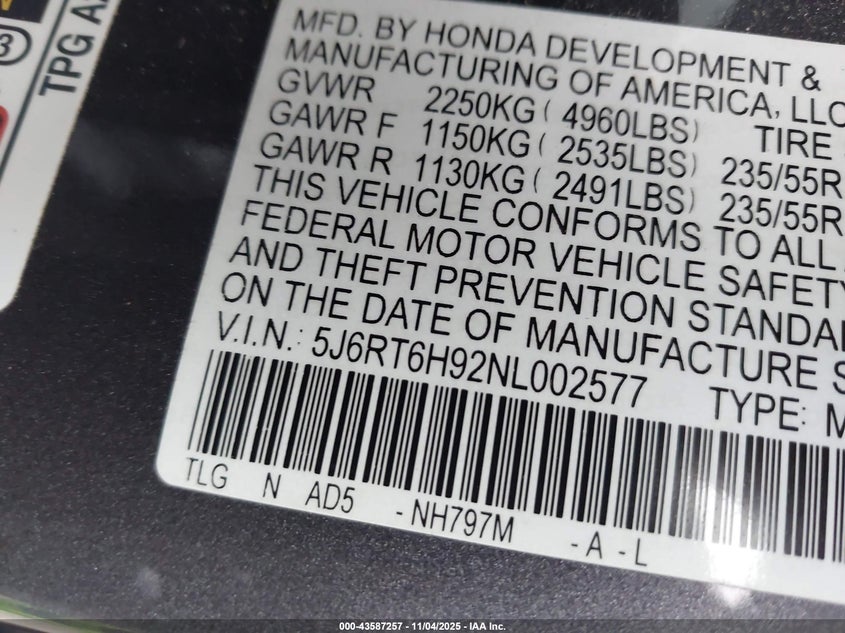 3
TPG A
MFD. BY HONDA DEVELOPMENT &
MANUFACTURING OF AMERICA, LLC
GVWR 2250KG ( 4960LBS) TIRE
GAWR F 1150KG ( 2535LBS) 235/55R
GAWR R 1130KG ( 2491LBS) 235/55R
THIS VEHICLE CONFORMS TO ALL
FEDERAL MOTOR VEHICLE SAFETY
AND THEFT PREVENTION STANDA
ON THE DATE OF MANUFACTURE S
V.I.N.: 5J6RT6H92NL002577 TYPE: M
TLG N AD5 - NH797M - A - L
000-43587257 - 11/04/2025 - IAA Inc.